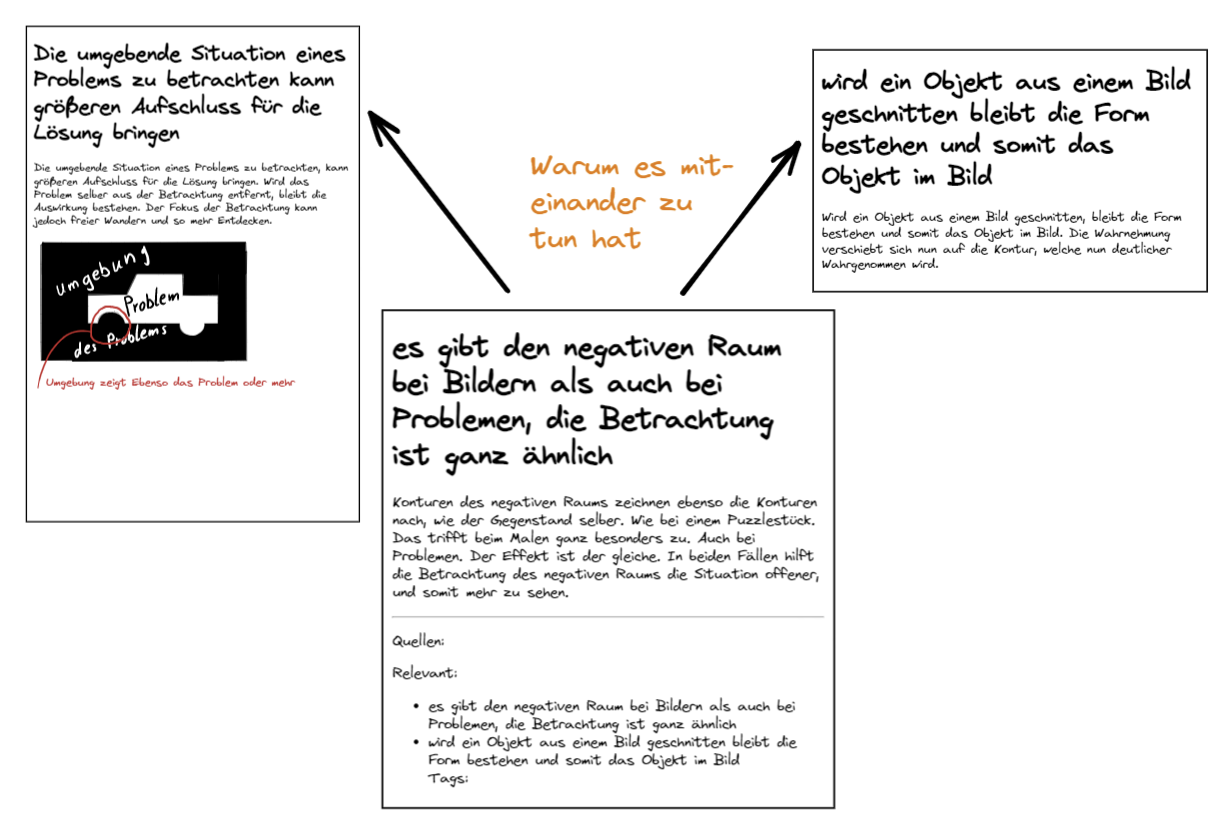 Die umgebende Situation eines
Problems zu betrachten kann
größeren Aufschluss für die
Lösung bringen
Die umgebende Situation eines Problems zu betrachten, kann
größeren Aufschluss für die Lösung bringen. Wird das
Problem selber aus der Betrachtung entfernt, bleibt die
Auswirkung bestehen. Der Fokus der Betrachtung kann
jedoch freier Wandern und so mehr Entdecken.
umgebung
Problem
des Problems
Umgebung zeigt Ebenso das Problem oder mehr
Warum es mit-
einander zu
tun hat
wird ein Objekt aus einem Bild
geschnitten bleibt die Form
bestehen und somit das
Objekt im Bild
Wird ein Objekt aus einem Bild geschnitten, bleibt die Form
bestehen und somit das Objekt im Bild. Die Wahrnehmung
verschiebt sich nun auf die Kontur, welche nun deutlicher
Wahrgenommen wird.
es gibt den negativen Raum
bei Bildern als auch bei
Problemen, die Betrachtung
ist ganz ähnlich
Konturen des negativen Raums zeichnen ebenso die Konturen
nach, wie der Gegenstand selber. Wie bei einem Puzzlestück.
Das trifft beim Malen ganz besonders zu. Auch bei
Problemen. Der Effekt ist der gleiche. In beiden Fällen hilft
die Betrachtung des negativen Raums die Situation offener,
und somit mehr zu sehen.
Quellen:
Relevant:
• es gibt den negativen Raum bei Bildern als auch bei
Problemen, die Betrachtung ist ganz ähnlich
• wird ein Objekt aus einem Bild geschnitten bleibt die
Form bestehen und somit das Objekt im Bild
Tags: